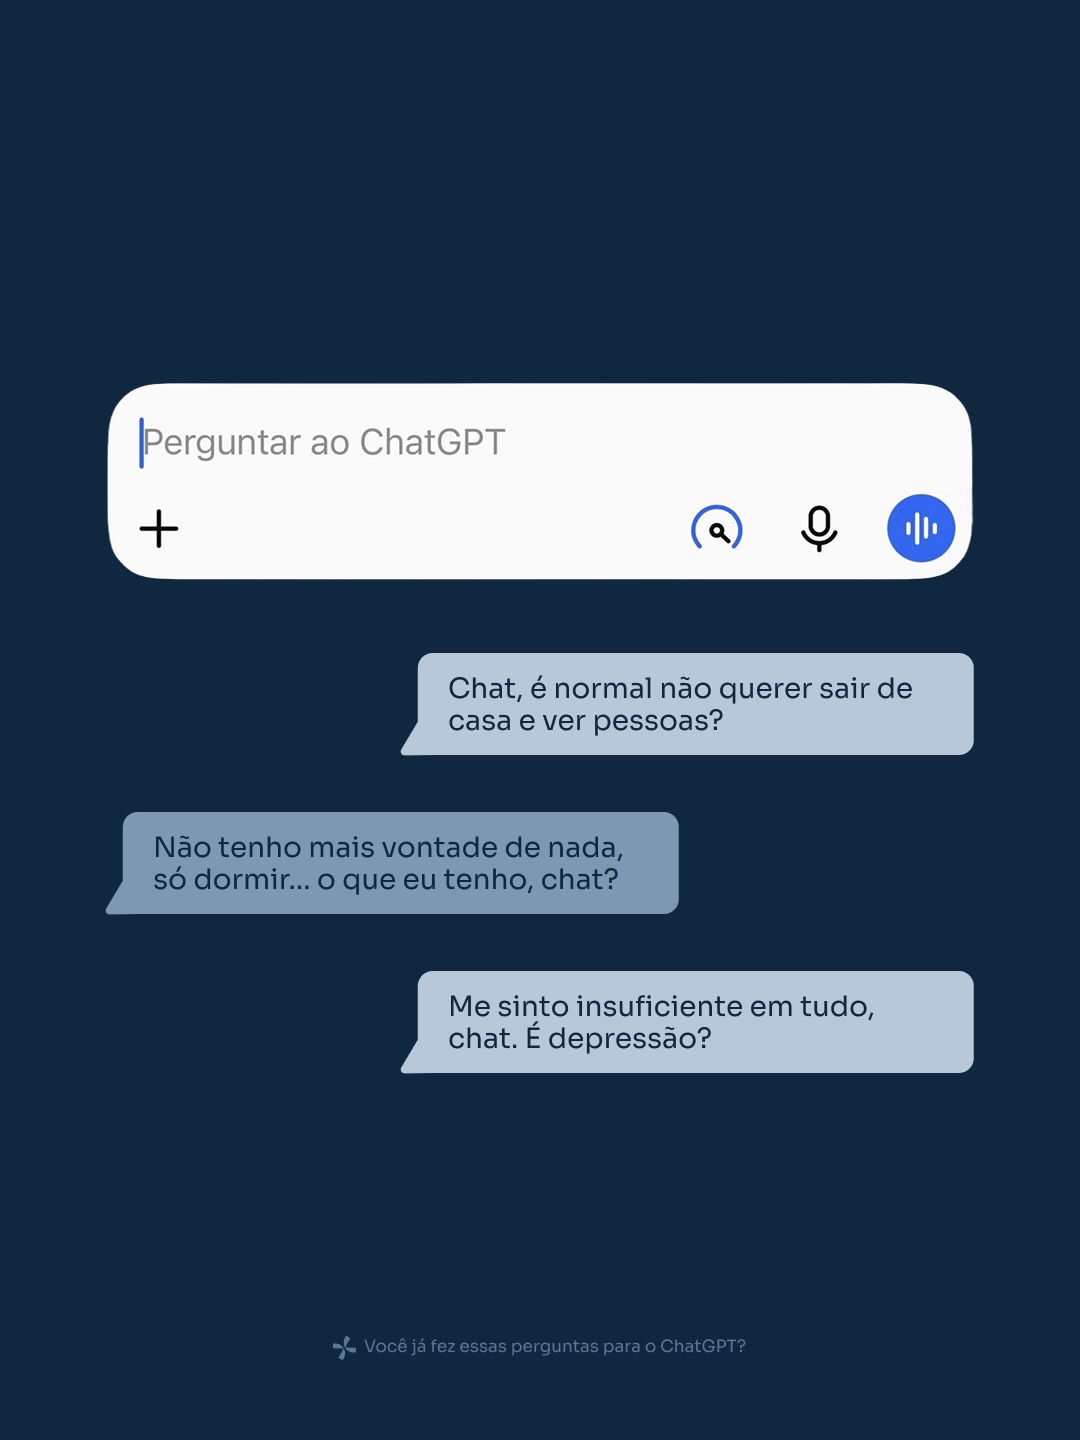 Perguntar ao ChatGPT
Chat, é normal não querer sair de
casa e ver pessoas?
Não tenho mais vontade de nada,
só dormir... o que eu tenho, chat?
Me sinto insuficiente em tudo,
chat. É depressão?
Você já fez essas perguntas para o ChatGPT?